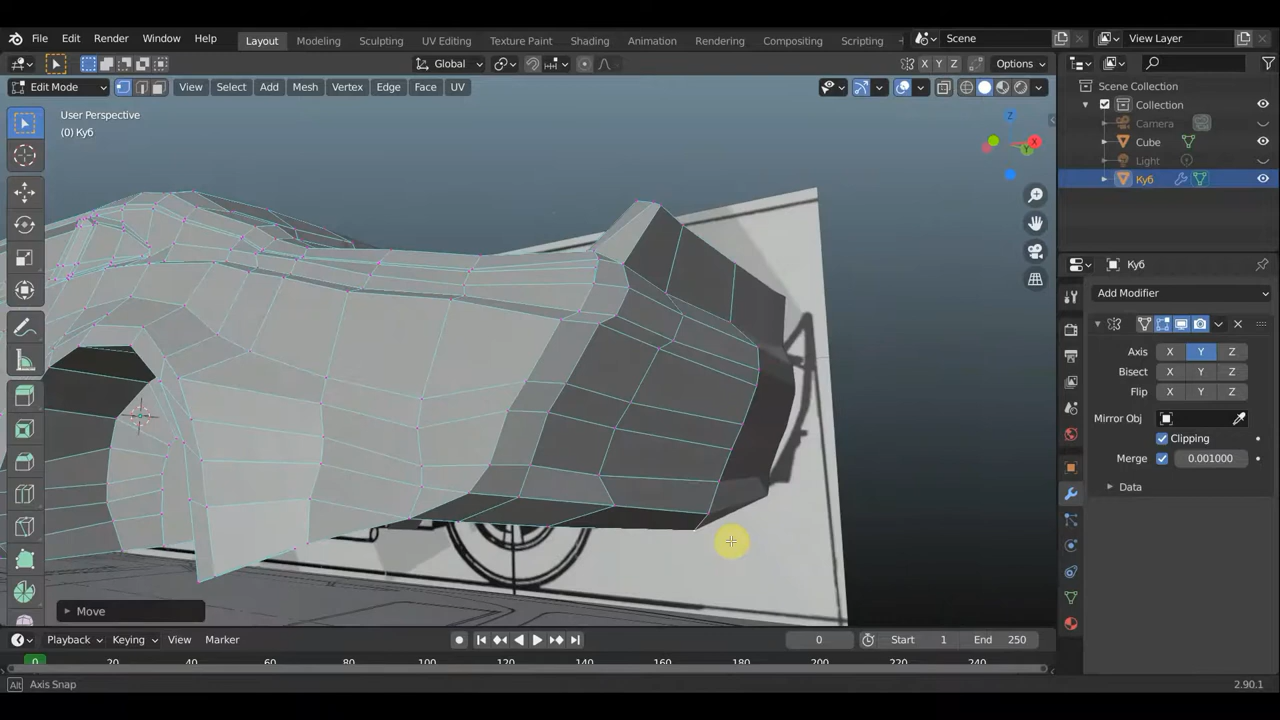 File Edit Render Window Help
Layout Modeling Sculpting UV Editing Texture Paint Shading Animation Rendering Compositing Scripting
Scene
View Layer
Global
X Y Z
Options
Edit Mode
View Select Add Mesh Vertex Edge Face UV
User Perspective
(0) Куб
Z
X
Y
Scene Collection
Collection
Camera
Cube
Light
Куб
Куб
Add Modifier
Axis X Y Z
Bisect X Y Z
Flip X Y Z
Mirror Obj
Clipping
Merge 0.001000
Data
Move
Playback Keying View Marker
0
Start 1
End 250
0 20 40 60 80 100 120 140 160 180 200 220 240
Alt Axis Snap
2.90.1